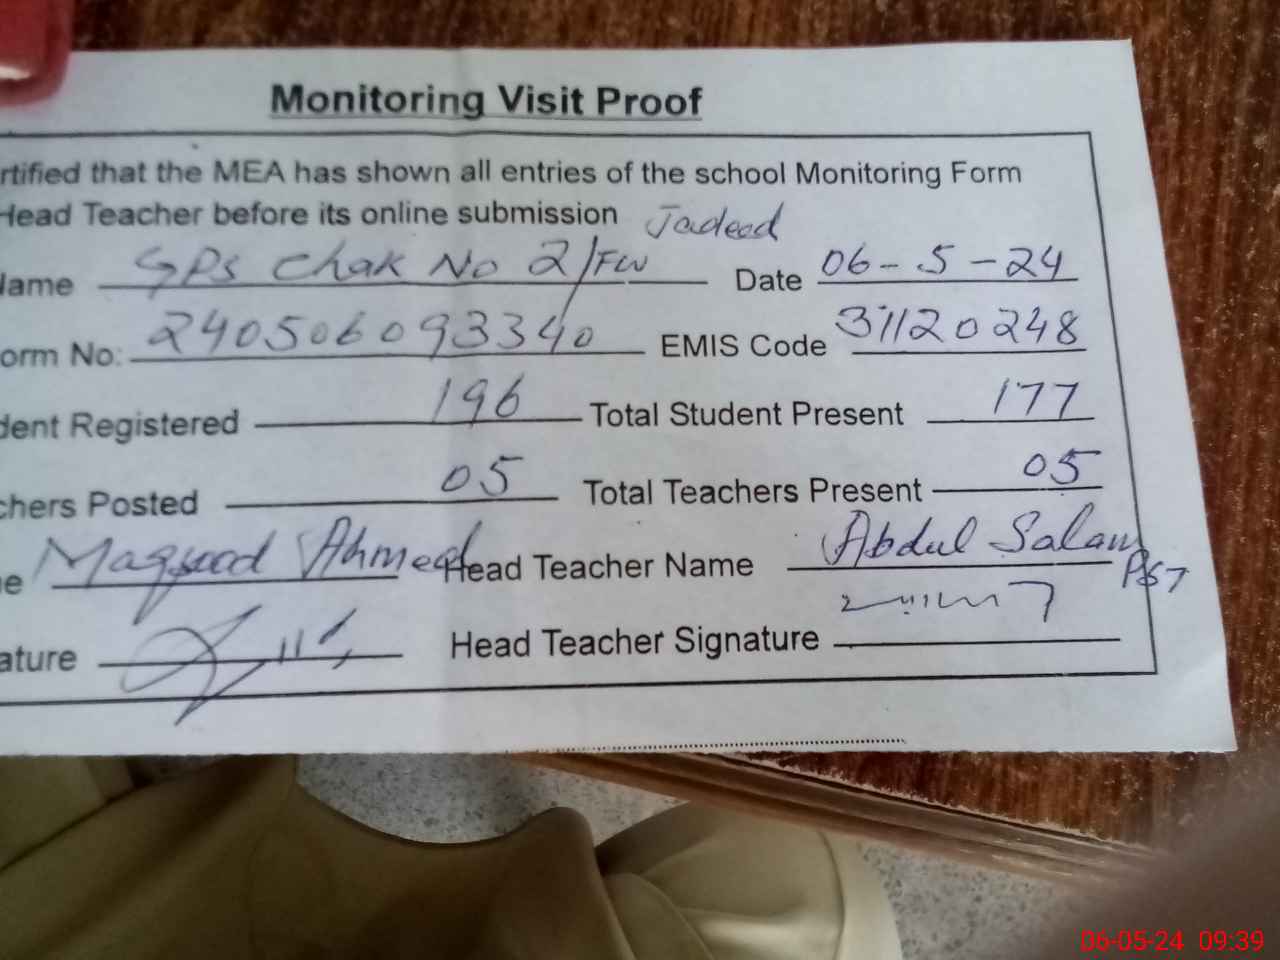 Monitoring Visit Proof
rtified that the MEA has shown all entries of the school Monitoring Form
Head Teacher before its online submission Jadeed
Name GPS Chak No 2/FW Date 06-5-24
orm No: 240506093340 EMIS Code 31120248
dent Registered 196 Total Student Present 177
chers Posted 05 Total Teachers Present 05
e Maqsood Ahmed Head Teacher Name Abdul Salam
PST
ature Head Teacher Signature
06-05-24 09:39